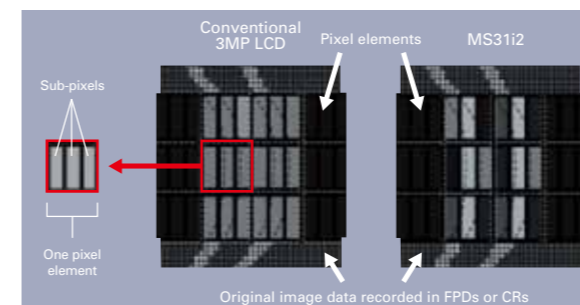 Conventional
3MP LCD
Pixel elements
MS31i2
Sub-pixels
One pixel
element
Original image data recorded in FPDs or CRs